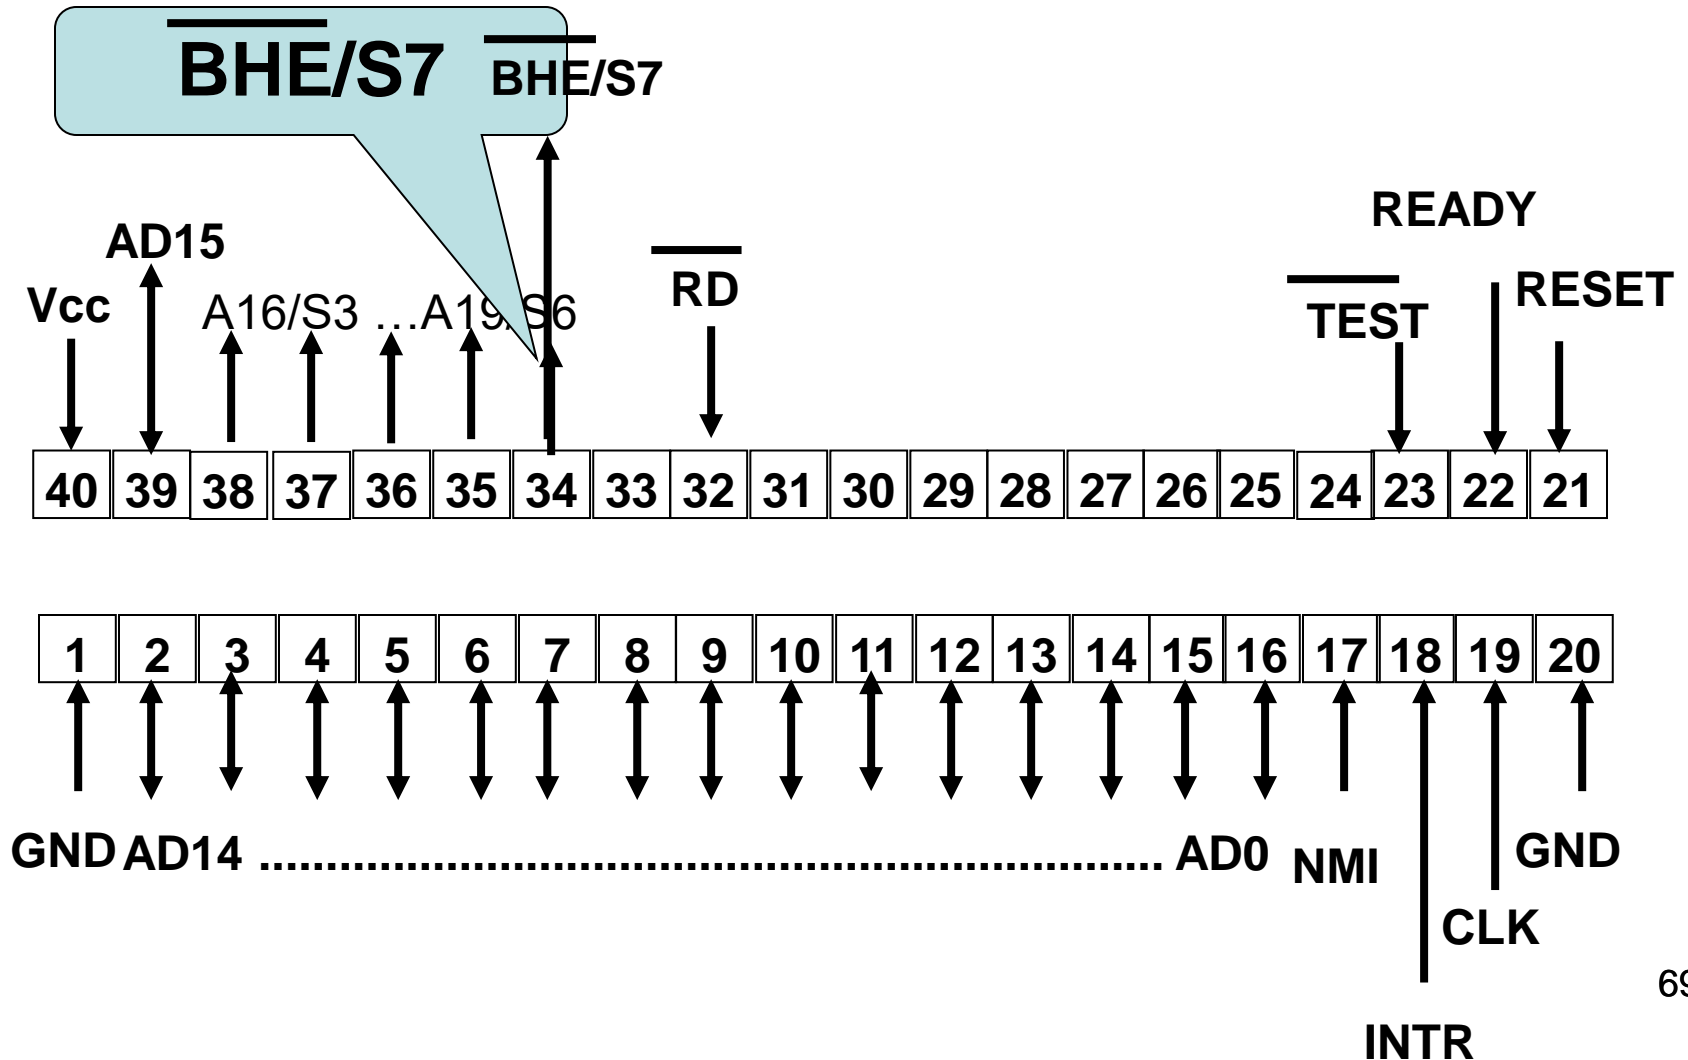 BHE/S7 BHE/S7
READY
AD15
Vcc A16/S3 …A19/S6 RD TEST RESET
40 39 38 37 36 35 34 33 32 31 30 29 28 27 26 25 24 23 22 21
1 2 3 4 5 6 7 8 9 10 11 12 13 14 15 16 17 18 19 20
GND AD14 ..................................................................... AD0 NMI GND
CLK
69
INTR